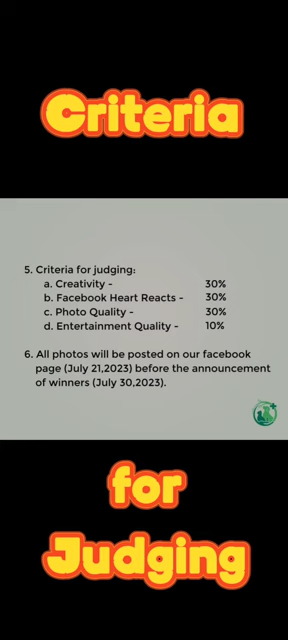 Criteria
5. Criteria for judging:
a. Creativity - 30%
b. Facebook Heart Reacts - 30%
c. Photo Quality - 30%
d. Entertainment Quality - 10%
6. All photos will be posted on our facebook
page (July 21,2023) before the announcement
of winners (July 30,2023).
for
Judging